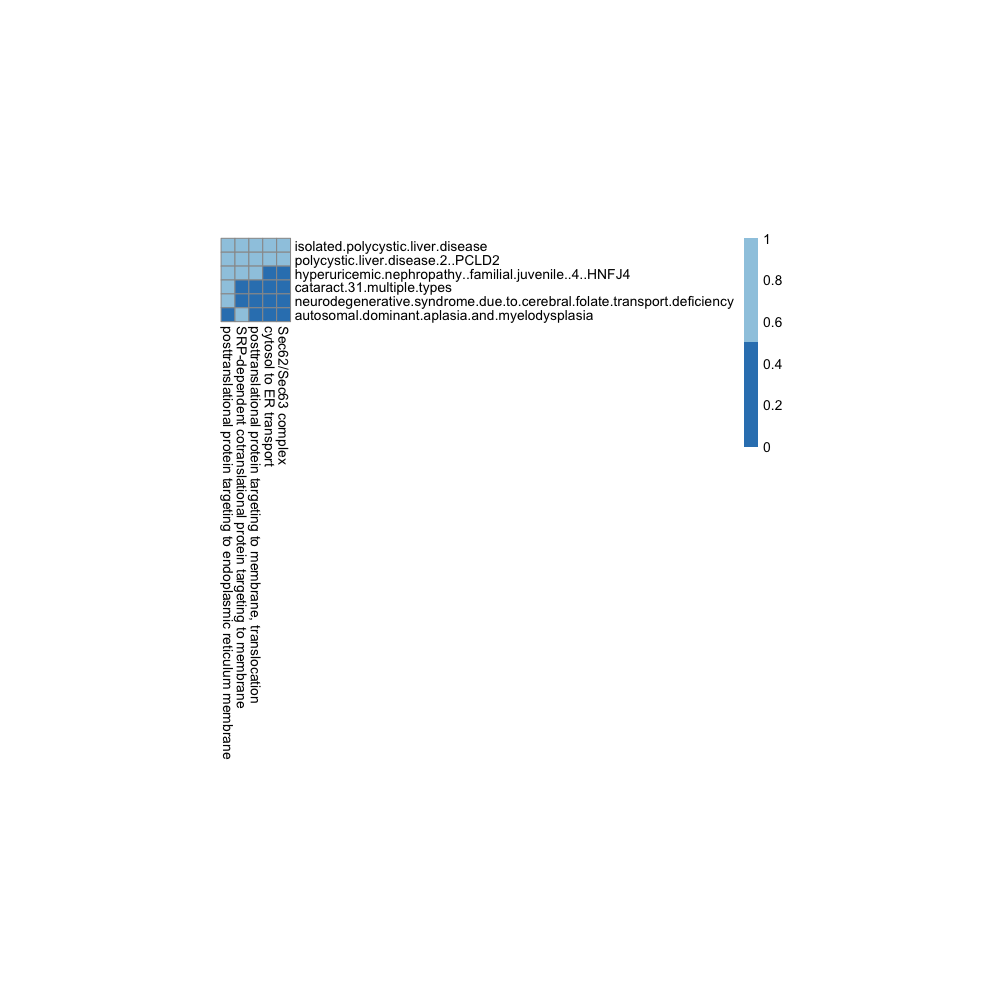 isolated.polycystic.liver.disease
polycystic.liver.disease.2..PCLD2
hyperuricemic.nephropathy..familial.juvenile..4..HNFJ4
cataract.31.multiple.types
neurodegenerative.syndrome.due.to.cerebral.folate.transport.deficiency
autosomal.dominant.aplasia.and.myelodysplasia
posttranslational protein targeting to endoplasmic reticulum membrane
SRP-dependent cotranslational protein targeting to membrane
posttranslational protein targeting to membrane, translocation
cytosol to ER transport
Sec62/Sec63 complex
1
0.8
0.6
0.4
0.2
0